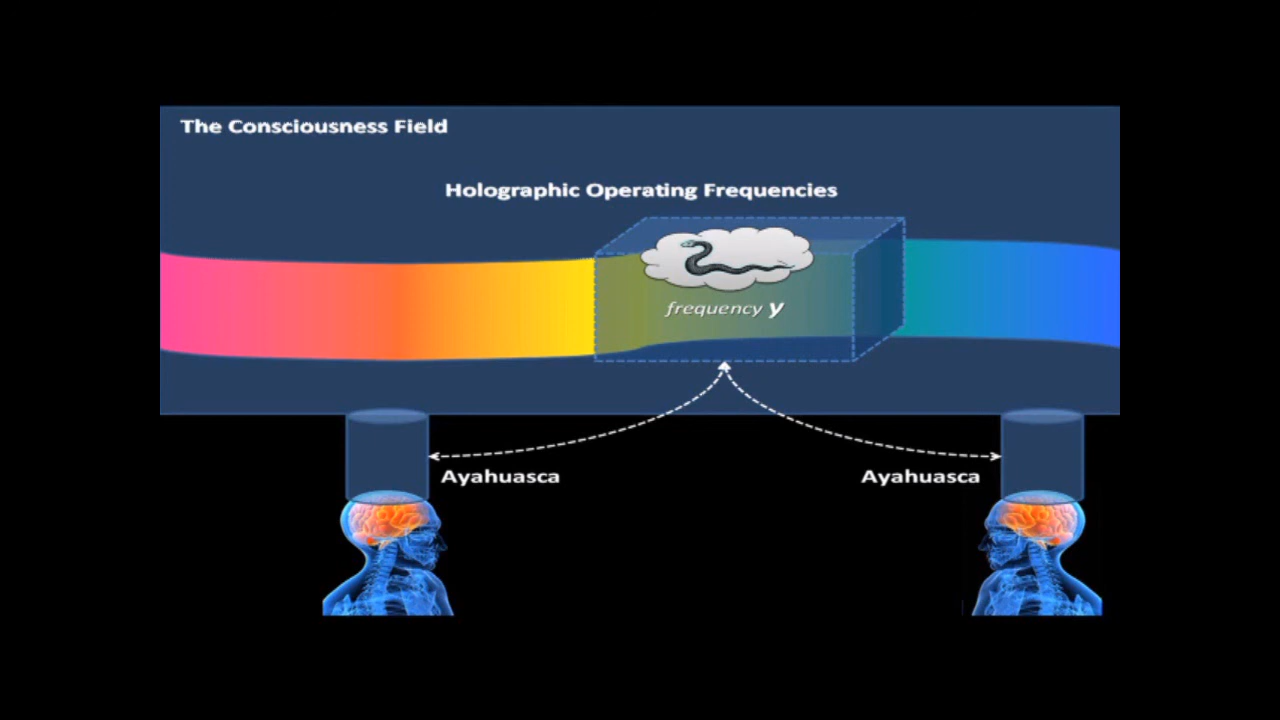 The Consciousness Field
Holographic Operating Frequencies
frequency y
Ayahuasca
Ayahuasca